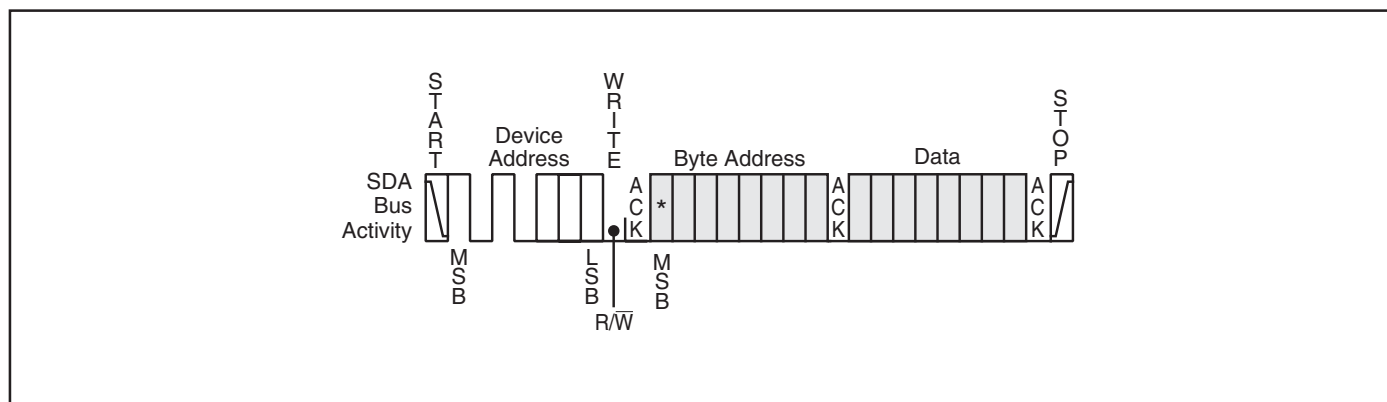 START
WRITE
STOP
Device
Address
Byte Address
Data
SDA
Bus
Activity
ACK
*
ACK
ACK
MSB
LSB
MSB
R/W̅